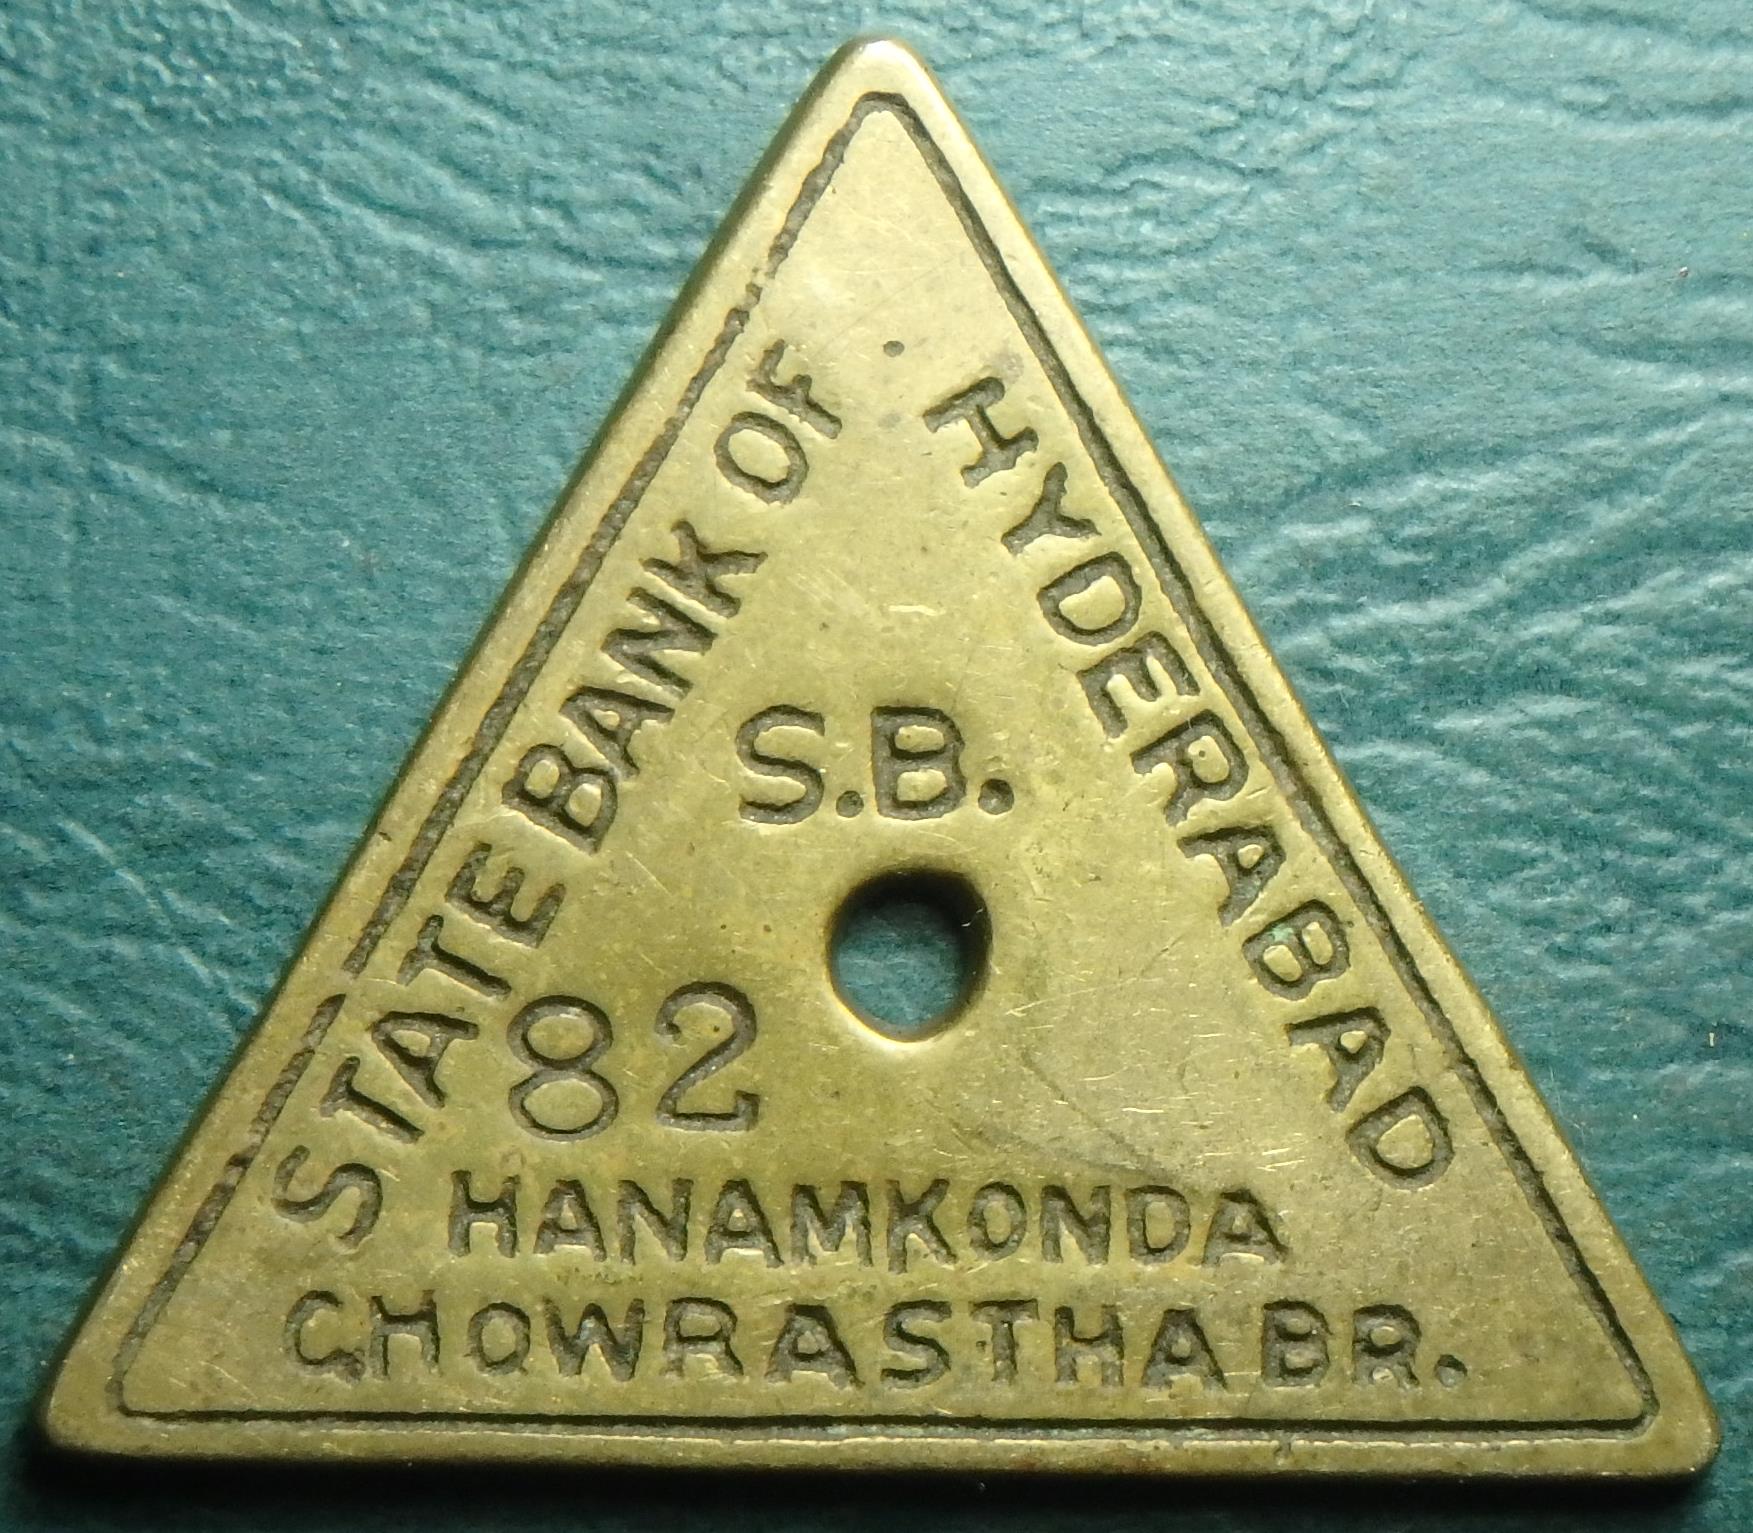 STATE BANK OF
HYDERABAD
S.B.
82
HANAMKONDA
CHOWRASTHA BR.